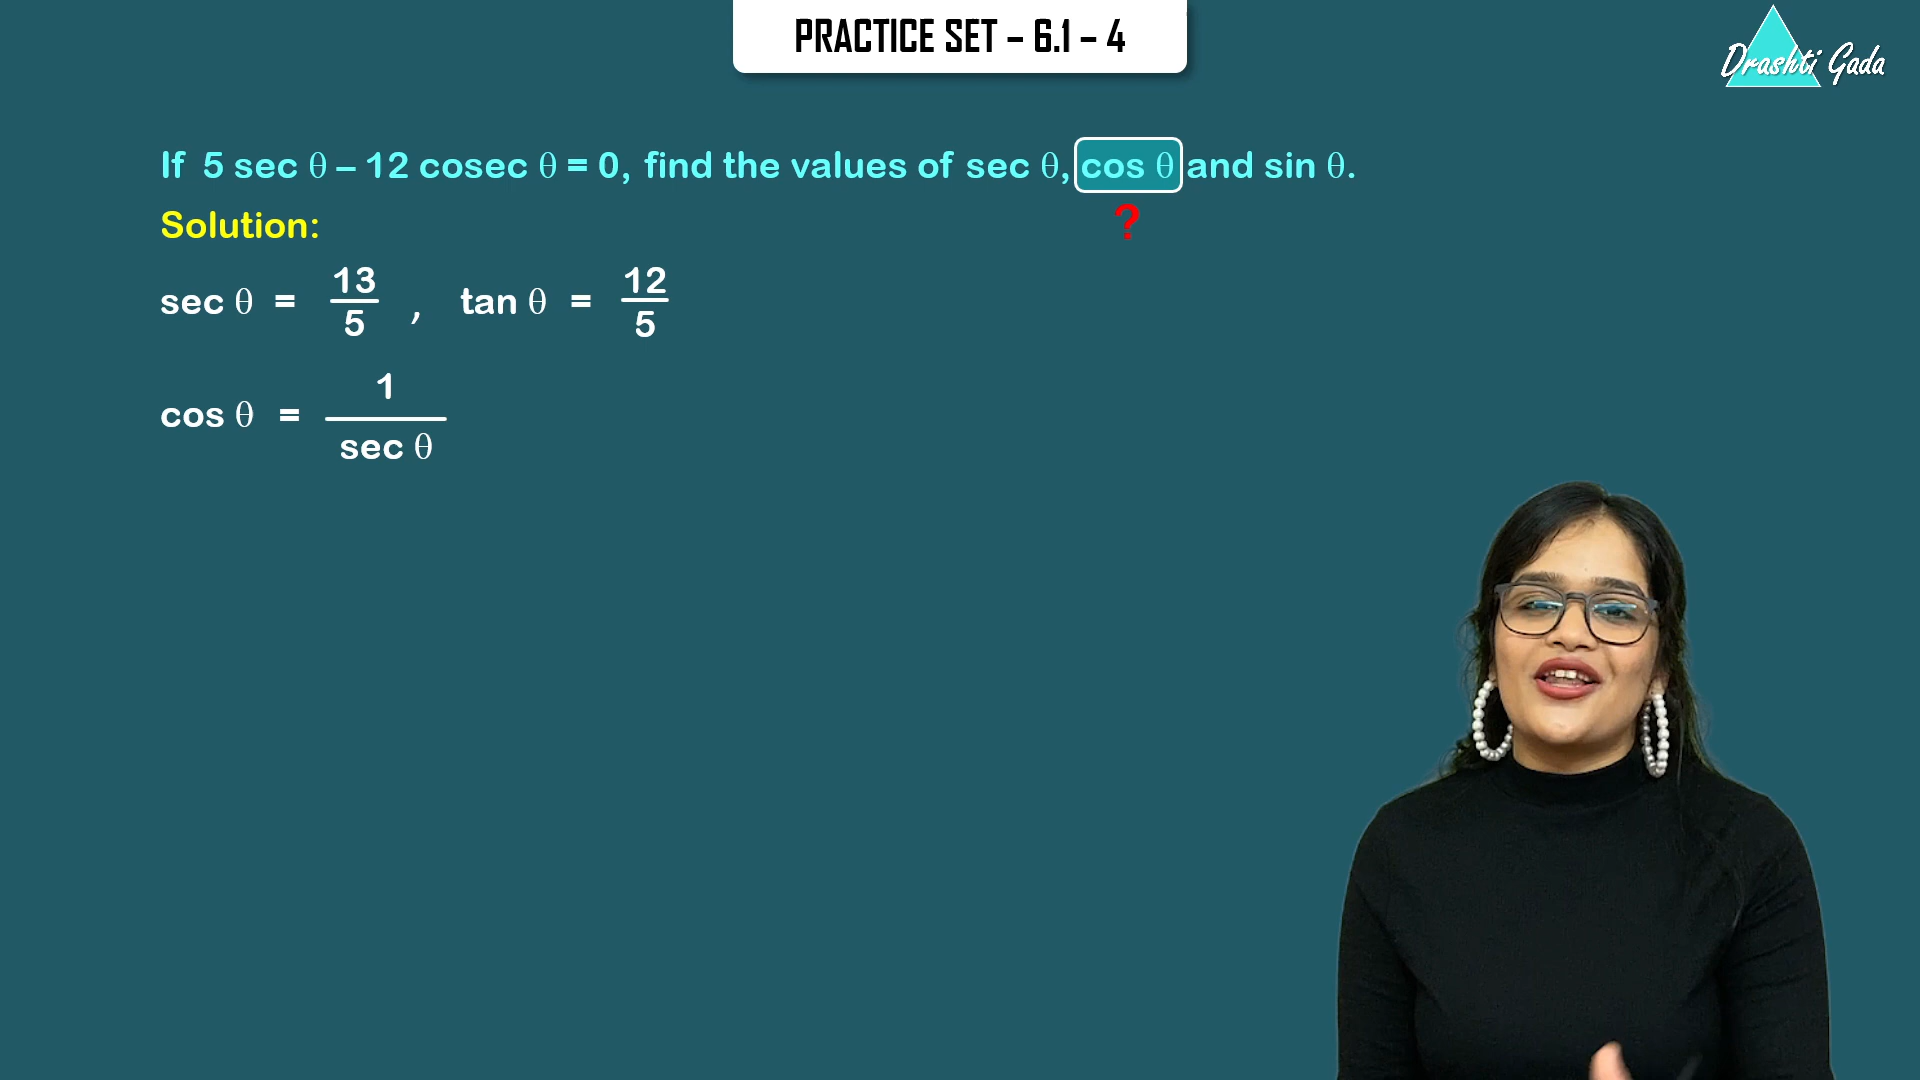 PRACTICE SET – 6.1 – 4
Drashti Gada
If 5 sec θ – 12 cosec θ = 0, find the values of sec θ, cos θ and sin θ.
Solution:
?
sec θ = 13/5 , tan θ = 12/5
cos θ = 1/sec θ